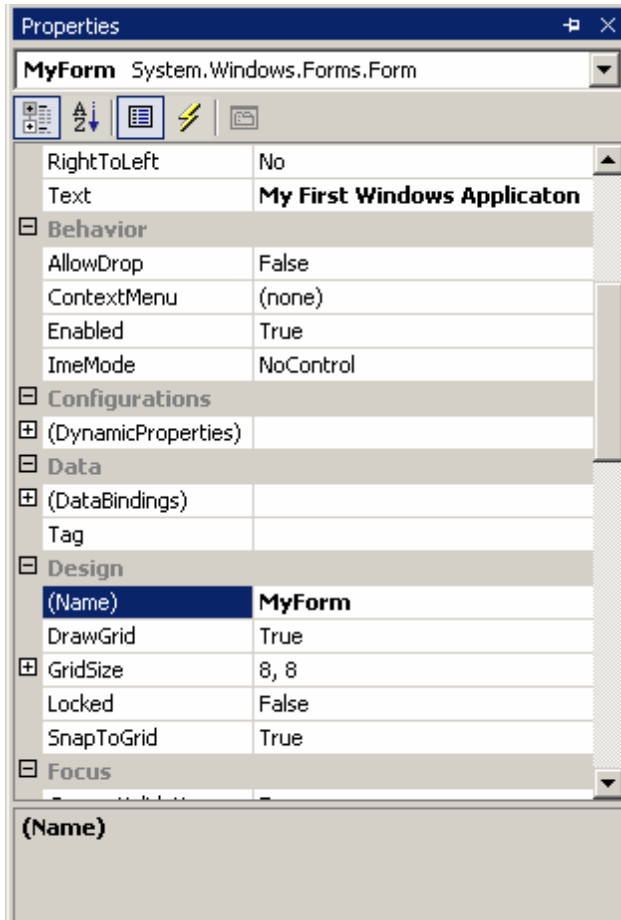 Properties
MyForm System.Windows.Forms.Form
RightToLeft No
Text My First Windows Applicaton
Behavior
AllowDrop False
ContextMenu (none)
Enabled True
ImeMode NoControl
Configurations
(DynamicProperties)
Data
(DataBindings)
Tag
Design
(Name) MyForm
DrawGrid True
GridSize 8, 8
Locked False
SnapToGrid True
Focus
(Name)